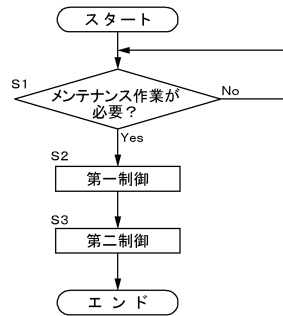 スタート
S1
メンテナンス作業が
必要？
No
Yes
S2
第一制御
S3
第二制御
エンド